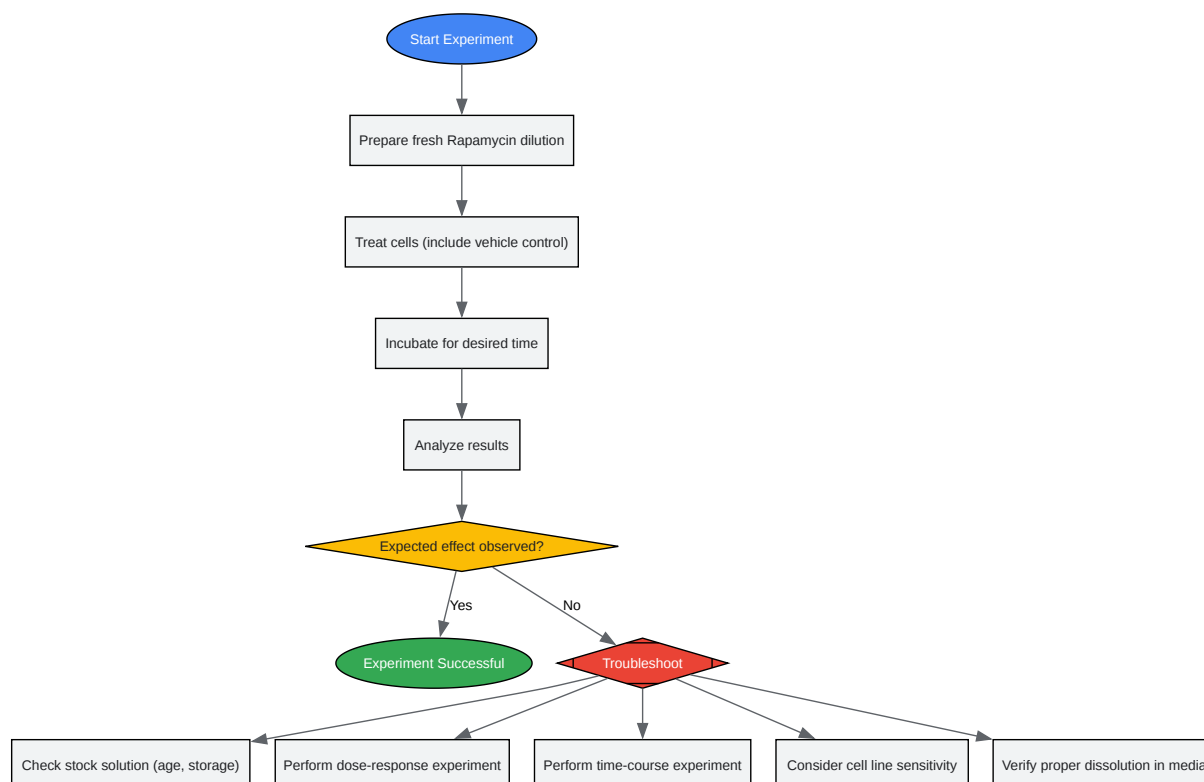 Start Experiment
Prepare fresh Rapamycin dilution
Treat cells (include vehicle control)
Incubate for desired time
Analyze results
Expected effect observed?
Yes
No
Experiment Successful
Troubleshoot
Check stock solution (age, storage)
Perform dose-response experiment
Perform time-course experiment
Consider cell line sensitivity
Verify proper dissolution in media